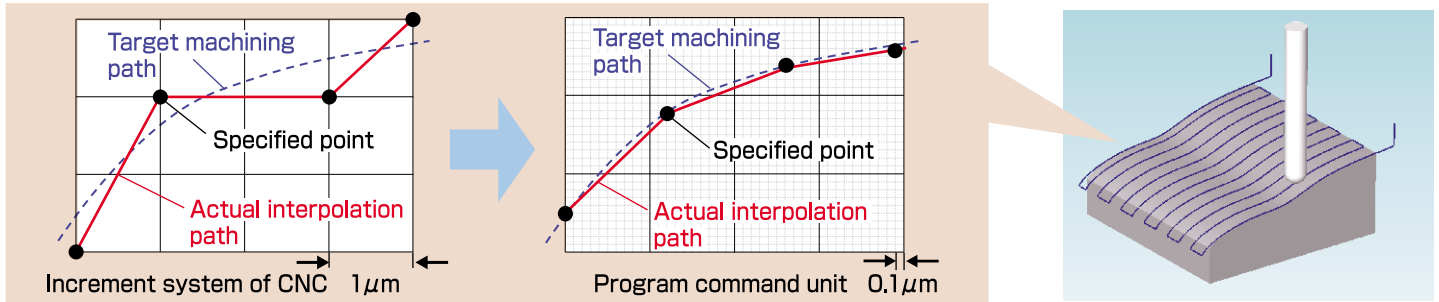 Target machining
path
Specified point
Actual interpolation
path
Increment system of CNC 1μm
Target machining
path
Specified point
Actual interpolation
path
Program command unit 0.1μm